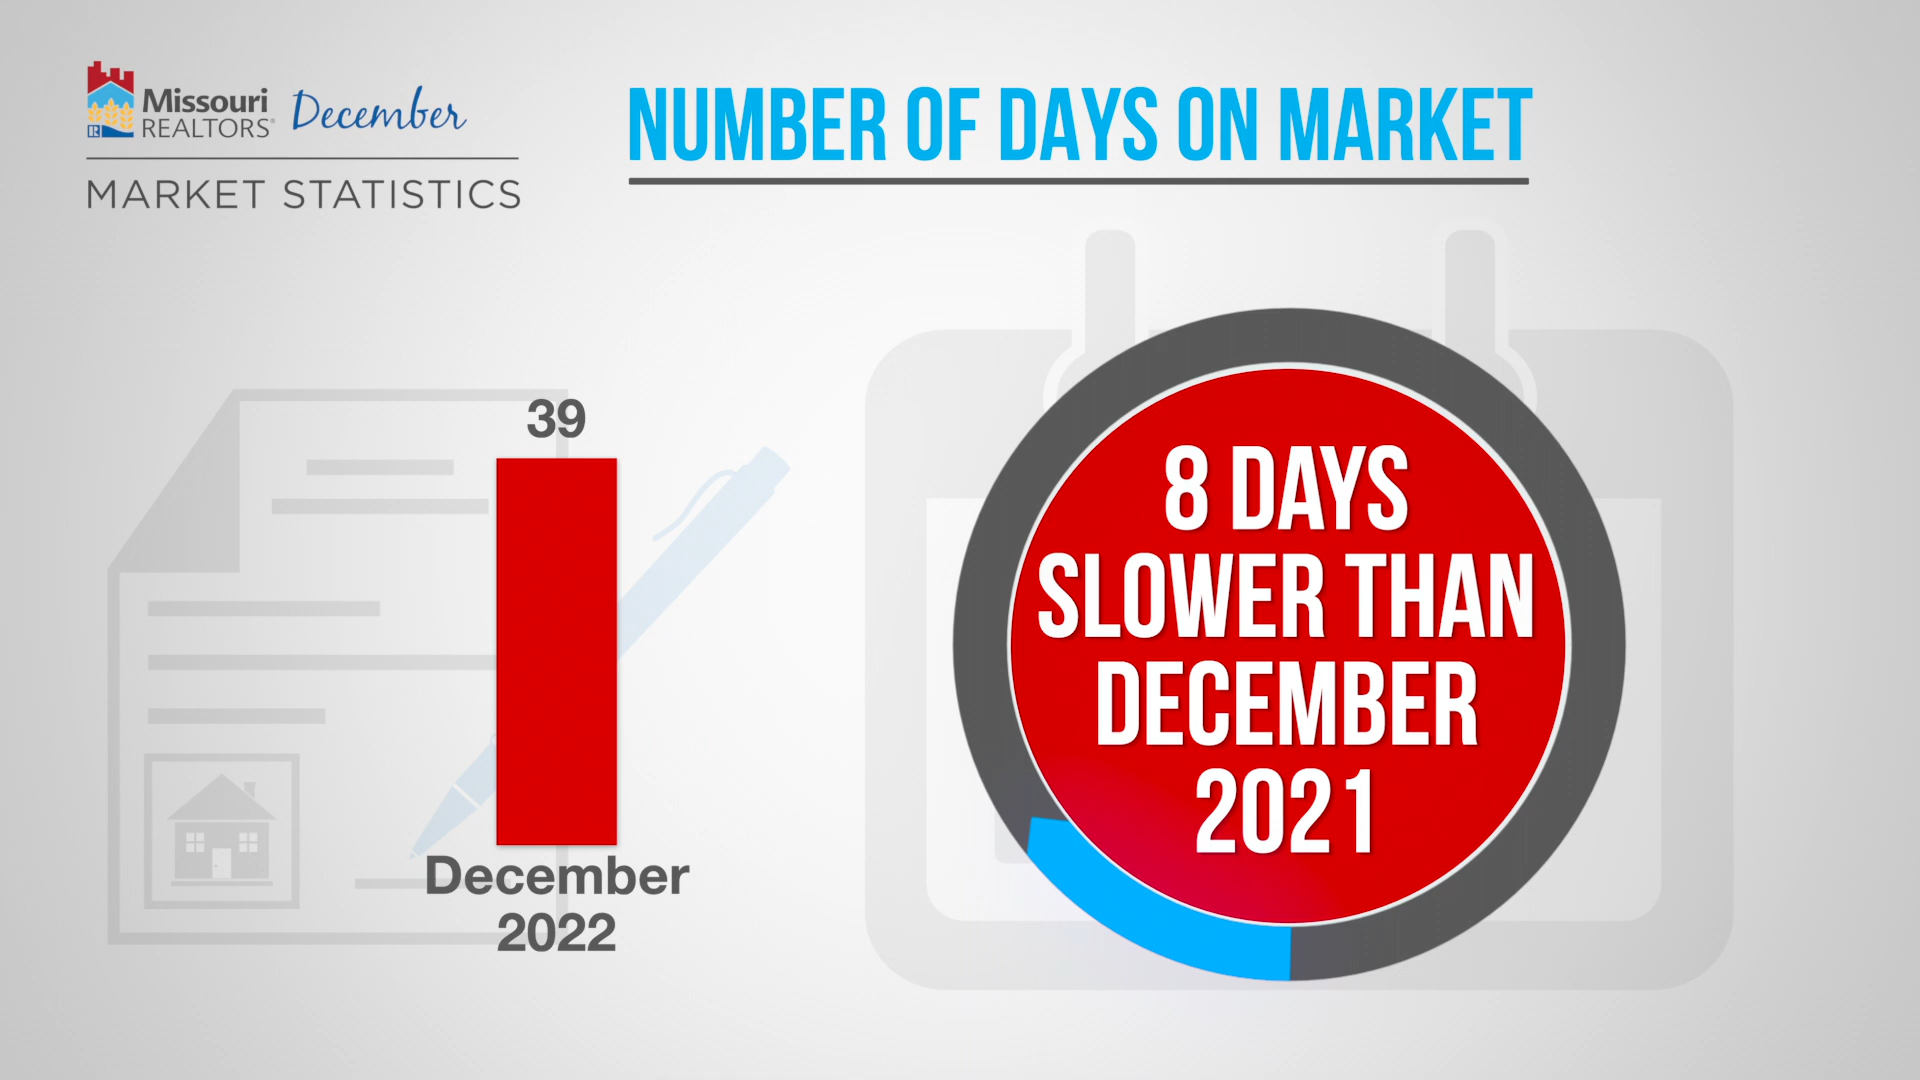 Missouri
REALTORS®
December
MARKET STATISTICS
NUMBER OF DAYS ON MARKET
39
December
2022
8 DAYS
SLOWER THAN
DECEMBER
2021